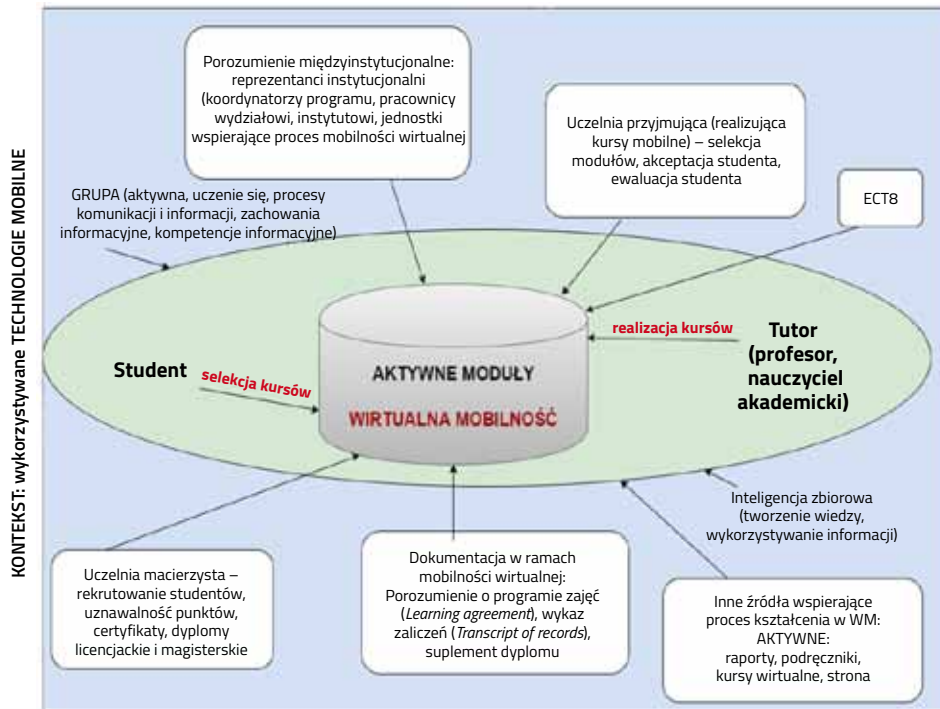 KONTEKST: wykorzystywane TECHNOLOGIE MOBILNE
Porozumienie międzyinstytucjonalne:
reprezentanci instytucjonalni
(koordynatorzy programu, pracownicy
wydziałowi, instytutowi, jednostki
wspierające proces mobilności wirtualnej
Uczelnia przyjmująca (realizująca
kursy mobilne) – selekcja
modułów, akceptacja studenta,
ewaluacja studenta
ECT8
GRUPA (aktywna, uczenie się, procesy
komunikacji i informacji, zachowania
informacyjne, kompetencje informacyjne)
Student
selekcja kursów
AKTYWNE MODUŁY
WIRTUALNA MOBILNOŚĆ
realizacja kursów
Tutor
(profesor,
nauczyciel
akademicki)
Inteligencja zbiorowa
(tworzenie wiedzy,
wykorzystywanie informacji)
Uczelnia macierzysta –
rekrutowanie studentów,
uznawalność punktów,
certyfikaty, dyplomy
licencjackie i magisterskie
Dokumentacja w ramach
mobilności wirtualnej:
Porozumienie o programie zajęć
(Learning agreement), wykaz
zaliczeń (Transcript of records),
suplement dyplomu
Inne źródła wspierające
proces kształcenia w WM:
AKTYWNE:
raporty, podręczniki,
kursy wirtualne, strona